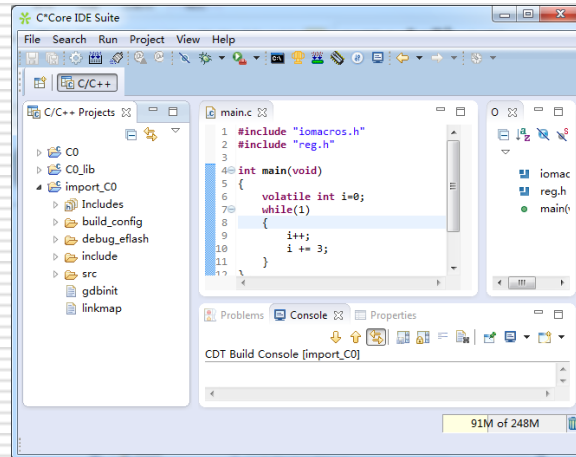 C*Core IDE Suite
File Search Run Project View Help
C/C++
C/C++ Projects
C0
C0_lib
import_C0
Includes
build_config
debug_eflash
include
src
gdbinit
linkmap
main.c
1 #include "iomacros.h"
2 #include "reg.h"
3
4 int main(void)
5 {
6 volatile int i=0;
7 while(1)
8 {
9 i++;
10 i += 3;
11 }
12 }
O
iomac
reg.h
main(
Problems Console Properties
CDT Build Console [import_C0]
91M of 248M